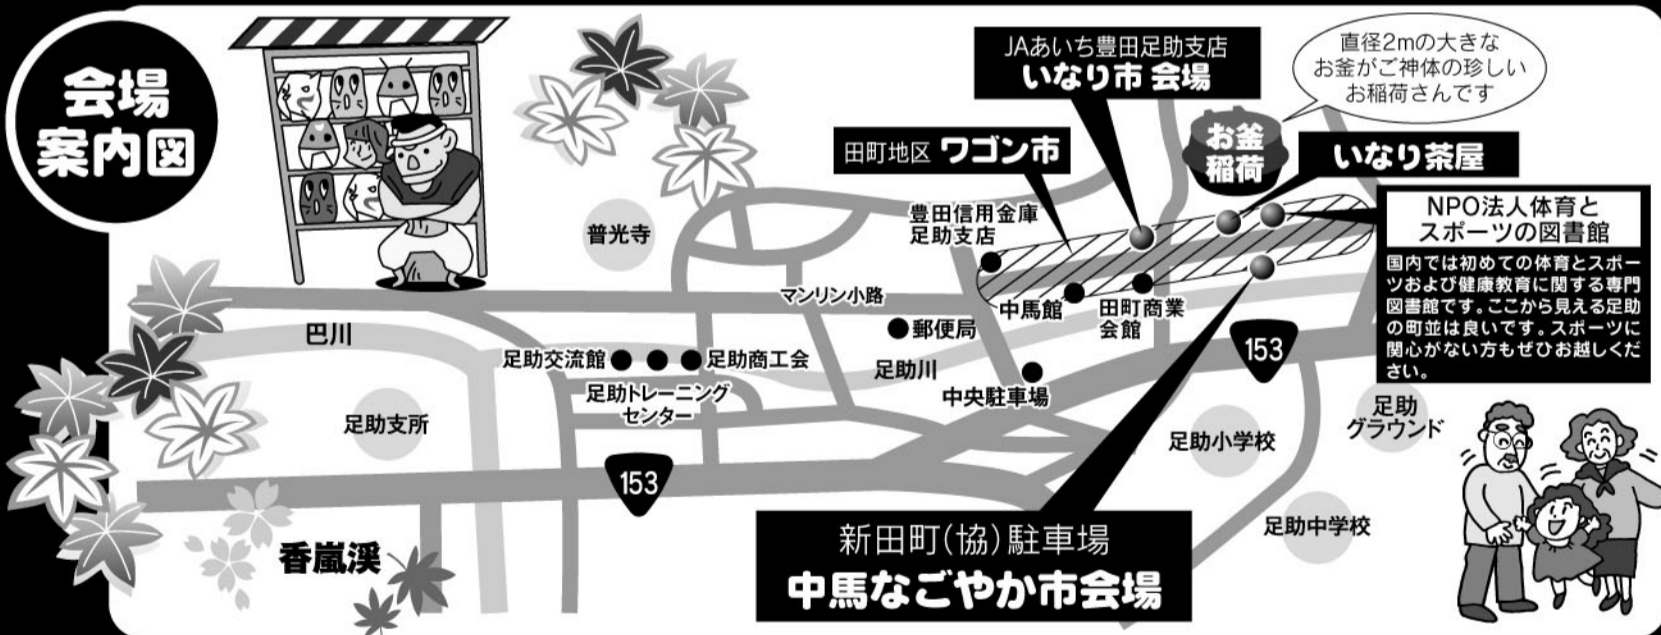 会場
案内図
JAあいち豊田足助支店
いなり市 会場
直径2mの大きな
お釜がご神体の珍しい
お稲荷さんです
お釜
稲荷
田町地区 ワゴン市
いなり茶屋
NPO法人体育と
スポーツの図書館
国内では初めての体育とスポー
ツおよび健康教育に関する専門
図書館です。ここから見える足助
の町並は良いです。スポーツに
関心がない方もぜひお越しくだ
さい。
普光寺
豊田信用金庫
足助支店
マンリン小路
中馬館
田町商業
会館
巴川
郵便局
153
足助交流館
足助商工会
足助川
足助トレーニング
センター
中央駐車場
足助支所
足助小学校
足助
グラウンド
153
足助中学校
香嵐渓
新田町(協)駐車場
中馬なごやか市会場